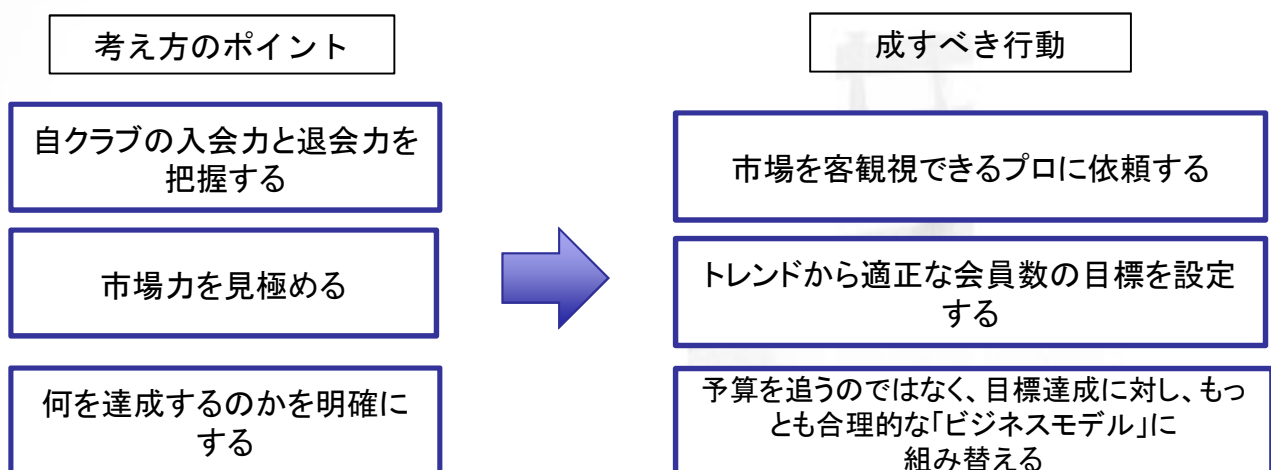 考え方のポイント
自クラブの入会力と退会力を
把握する
市場力を見極める
何を達成するのかを明確に
する
成すべき行動
市場を客観視できるプロに依頼する
トレンドから適正な会員数の目標を設定
する
予算を追うのではなく、目標達成に対し、もっ
とも合理的な「ビジネスモデル」に
組み替える